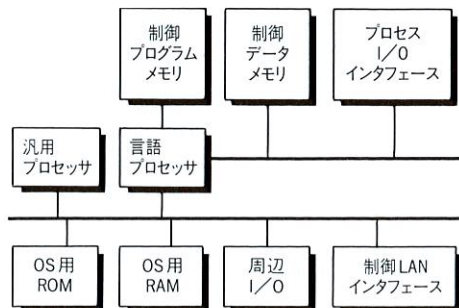 制御
プログラム
メモリ
制御
データ
メモリ
プロセス
I/O
インタフェース
汎用
プロセッサ
言語
プロセッサ
OS用
ROM
OS用
RAM
周辺
I/O
制御LAN
インタフェース